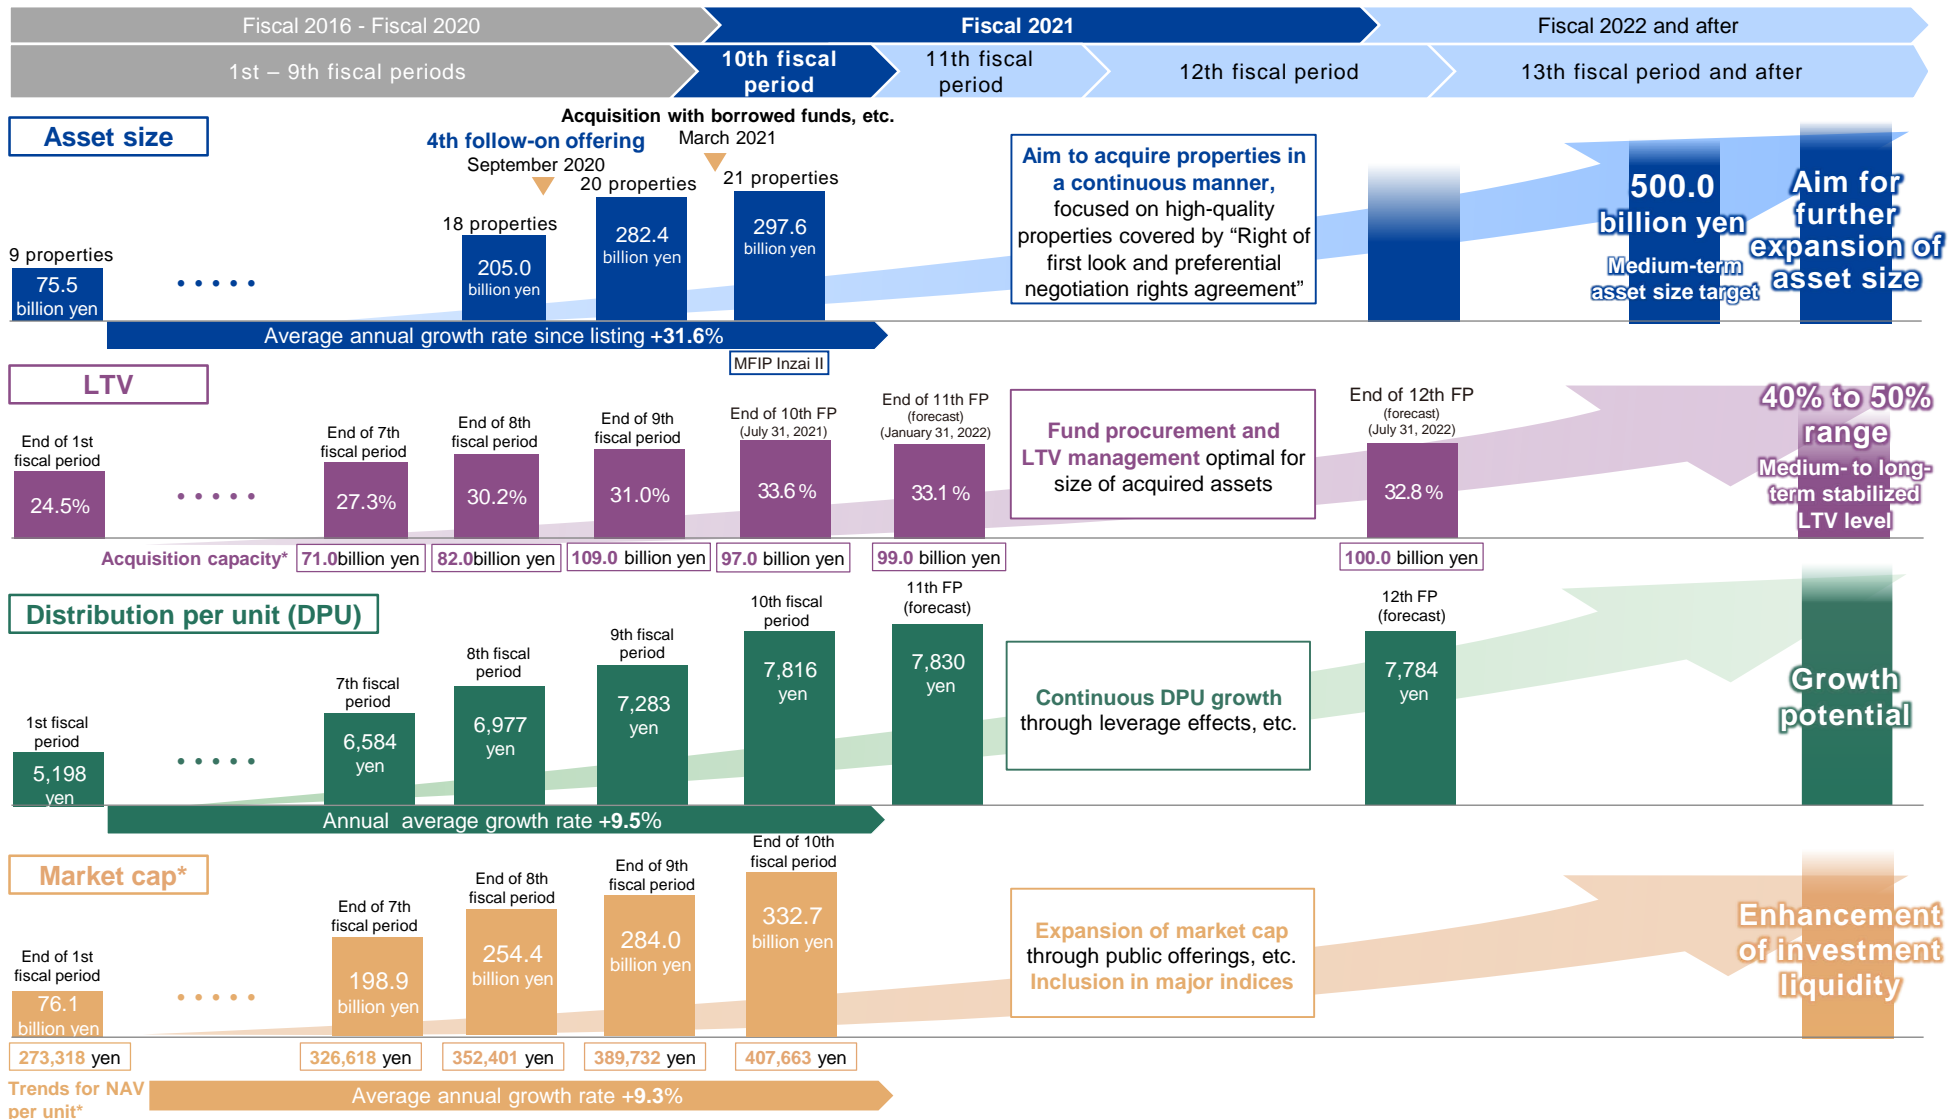 Fiscal 2016 - Fiscal 2020
Fiscal 2021
Fiscal 2022 and after
1st – 9th fiscal periods
10th fiscal
period
11th fiscal
period
12th fiscal period
13th fiscal period and after
Asset size
9 properties
75.5
billion yen
• • • • •
4th follow-on offering
September 2020
18 properties
205.0
billion yen
Acquisition with borrowed funds, etc.
March 2021
20 properties
282.4
billion yen
21 properties
297.6
billion yen
Aim to acquire properties in
a continuous manner,
focused on high-quality
properties covered by “Right of
first look and preferential
negotiation rights agreement”
500.0
billion yen
Medium-term
asset size target
Aim for
further
expansion of
asset size
Average annual growth rate since listing +31.6%
MFIP Inzai II
LTV
End of 1st
fiscal period
24.5%
• • • • •
End of 7th
fiscal period
27.3%
End of 8th
fiscal period
30.2%
End of 9th
fiscal period
31.0%
End of 10th FP
(July 31, 2021)
33.6 %
End of 11th FP
(forecast)
(January 31, 2022)
33.1 %
Fund procurement and
LTV management optimal for
size of acquired assets
End of 12th FP
(forecast)
(July 31, 2022)
32.8 %
40% to 50%
range
Medium- to long-
term stabilized
LTV level
Acquisition capacity*
71.0billion yen
82.0billion yen
109.0 billion yen
97.0 billion yen
99.0 billion yen
100.0 billion yen
Distribution per unit (DPU)
1st fiscal
period
5,198
yen
• • • • •
7th fiscal
period
6,584
yen
8th fiscal
period
6,977
yen
9th fiscal
period
7,283
yen
10th fiscal
period
7,816
yen
11th FP
(forecast)
7,830
yen
Continuous DPU growth
through leverage effects, etc.
12th FP
(forecast)
7,784
yen
Growth
potential
Annual average growth rate +9.5%
Market cap*
End of 1st
fiscal period
76.1
billion yen
• • • • •
End of 7th
fiscal period
198.9
billion yen
End of 8th
fiscal period
254.4
billion yen
End of 9th
fiscal period
284.0
billion yen
End of 10th
fiscal period
332.7
billion yen
Expansion of market cap
through public offerings, etc.
Inclusion in major indices
Enhancement
of investment
liquidity
273,318 yen
326,618 yen
352,401 yen
389,732 yen
407,663 yen
Trends for NAV
per unit*
Average annual growth rate +9.3%